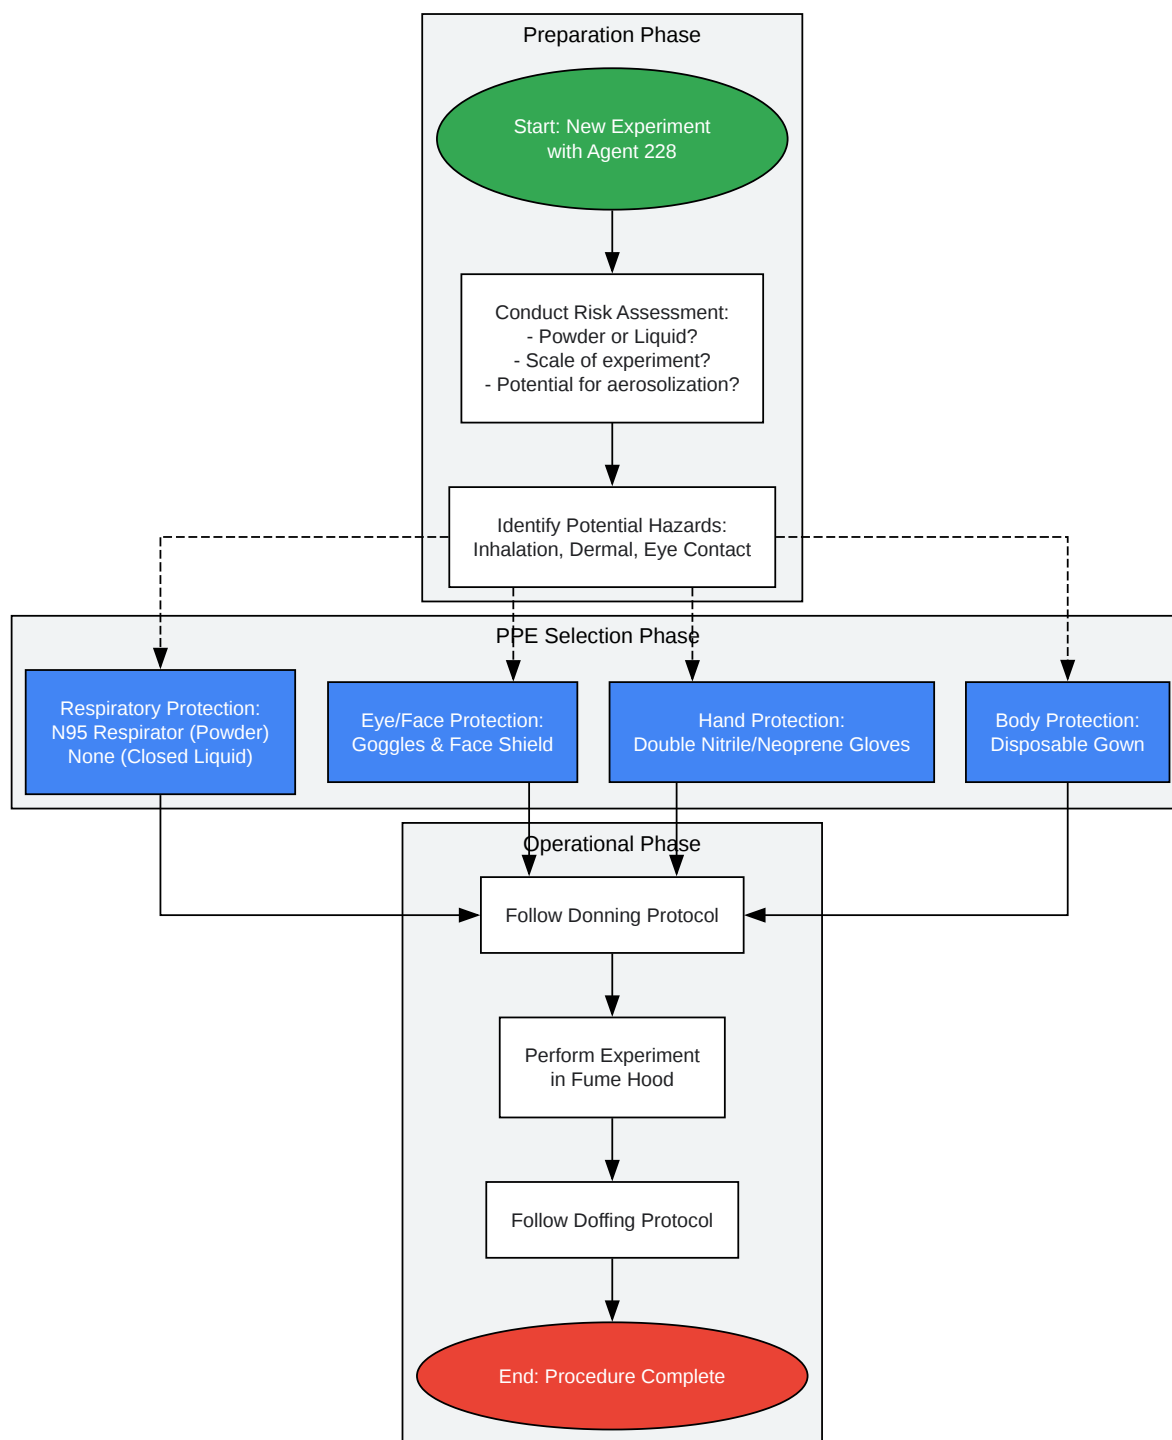 Preparation Phase
Start: New Experiment
with Agent 228
Conduct Risk Assessment:
- Powder or Liquid?
- Scale of experiment?
- Potential for aerosolization?
Identify Potential Hazards:
Inhalation, Dermal, Eye Contact
PPE Selection Phase
Respiratory Protection:
N95 Respirator (Powder)
None (Closed Liquid)
Eye/Face Protection:
Goggles & Face Shield
Hand Protection:
Double Nitrile/Neoprene Gloves
Body Protection:
Disposable Gown
Operational Phase
Follow Donning Protocol
Perform Experiment
in Fume Hood
Follow Doffing Protocol
End: Procedure Complete